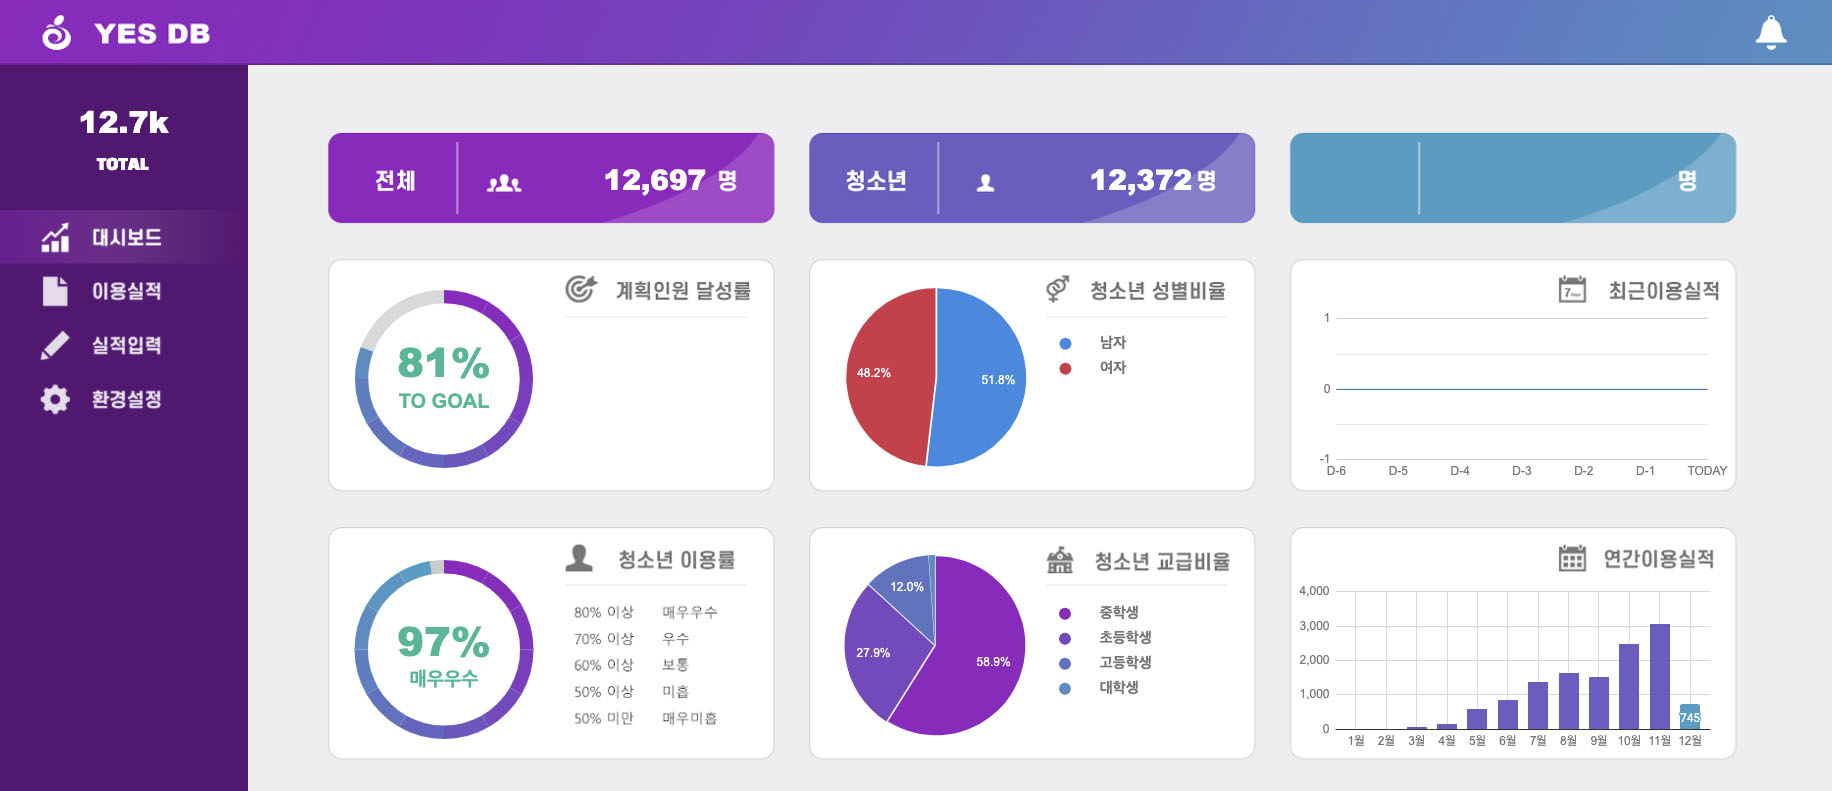 YES DB
12.7k
TOTAL
대시보드
이용실적
실적입력
환경설정
전체 12,697 명
청소년 12,372 명
명
계획인원 달성률
81%
TO GOAL
청소년 성별비율
남자
여자
48.2%
51.8%
7
최근이용실적
1
0
-1
D-6 D-5 D-4 D-3 D-2 D-1 TODAY
청소년 이용률
97%
매우우수
80% 이상 매우우수
70% 이상 우수
60% 이상 보통
50% 이상 미흡
50% 미만 매우미흡
청소년 교급비율
12.0%
27.9%
58.9%
중학생
초등학생
고등학생
대학생
연간이용실적
4,000
3,000
2,000
1,000
0
745
1월 2월 3월 4월 5월 6월 7월 8월 9월 10월 11월 12월